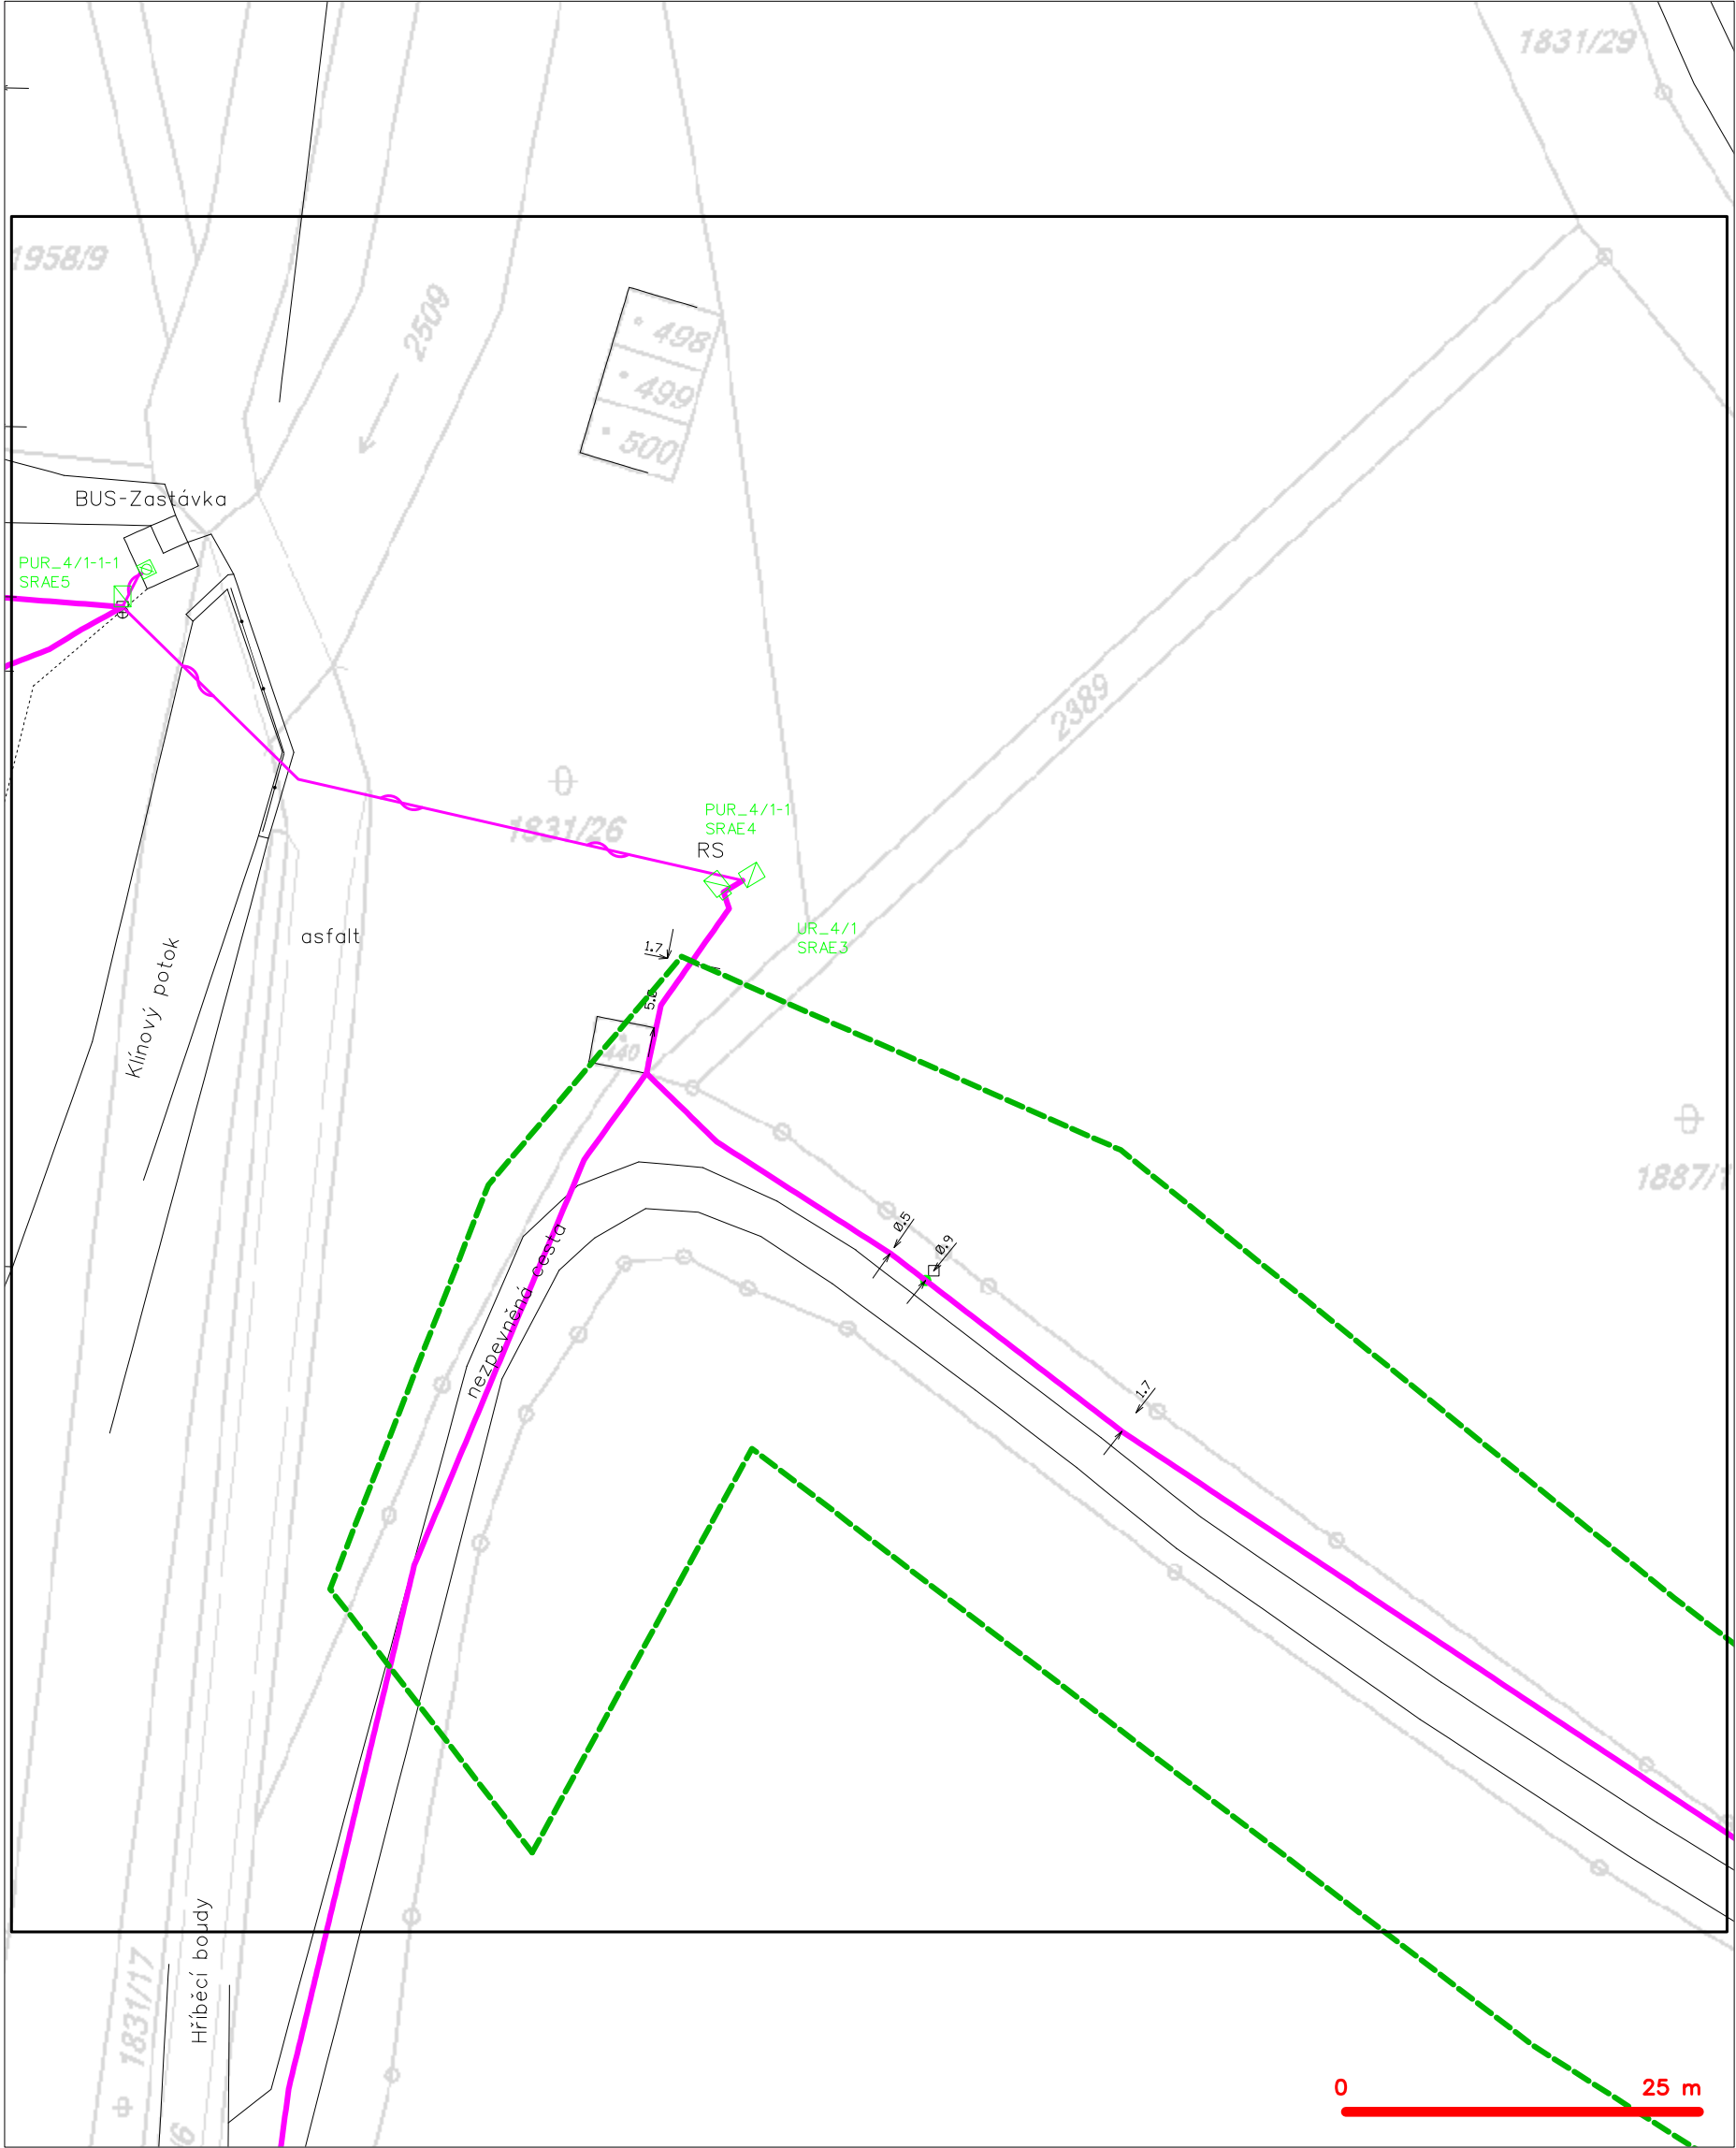 1831/29
1958/9
2509
498
499
500
BUS-Zastávka
PUR_4/1-1-1
SRAE5
2389
1831/26
PUR_4/1-1
SRAE4
RS
UR_4/1
SRAE3
asfalt
1.7
Klínový potok
440
1887/1
0.5
0.9
nezpevněná cesta
1.7
Hříběcí boudy
1831/17
0
25 m